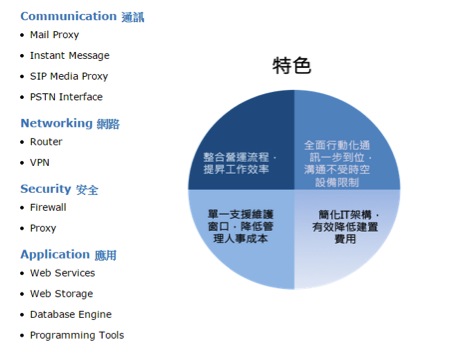 Communication 通訊
Mail Proxy
Instant Message
SIP Media Proxy
PSTN Interface
Networking 網路
Router
VPN
Security 安全
Firewall
Proxy
Application 應用
Web Services
Web Storage
Database Engine
Programming Tools
特色
整合營運流程，
提昇工作效率
全面行動化通
訊一步到位，
溝通不受時空
設備限制
單一支援維護
窗口，降低管
理人事成本
簡化IT架構，
有效降低建置
費用